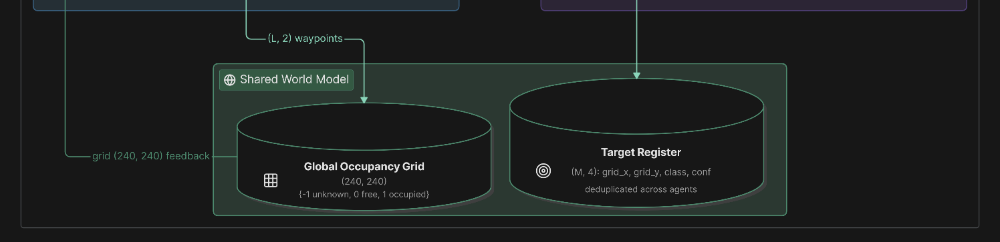 (L, 2) waypoints
Shared World Model
grid (240, 240) feedback
Global Occupancy Grid
(240, 240)
{-1 unknown, 0 free, 1 occupied}
Target Register
(M, 4): grid_x, grid_y, class, conf
deduplicated across agents